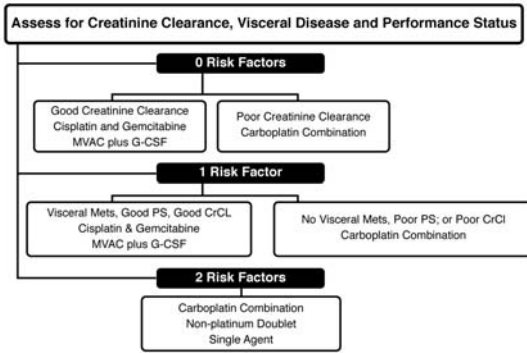 Assess for Creatinine Clearance, Visceral Disease and Performance Status
0 Risk Factors
Good Creatinine Clearance
Cisplatin and Gemcitabine
MVAC plus G-CSF
Poor Creatinine Clearance
Carboplatin Combination
1 Risk Factor
Visceral Mets, Good PS, Good CrCL
Cisplatin & Gemcitabine
MVAC plus G-CSF
No Visceral Mets, Poor PS; or Poor CrCl
Carboplatin Combination
2 Risk Factors
Carboplatin Combination
Non-platinum Doublet
Single Agent